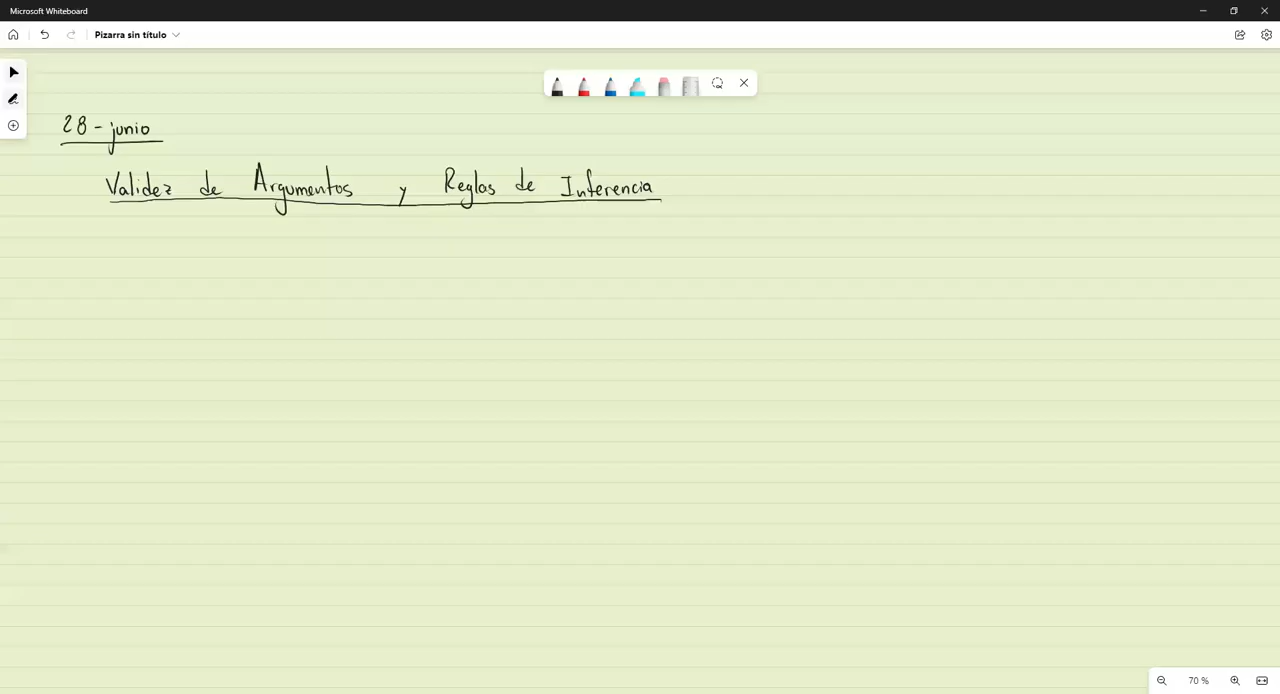 Microsoft Whiteboard
Pizarra sin título
28 - junio
Validez de Argumentos y Reglas de Inferencia
70 %